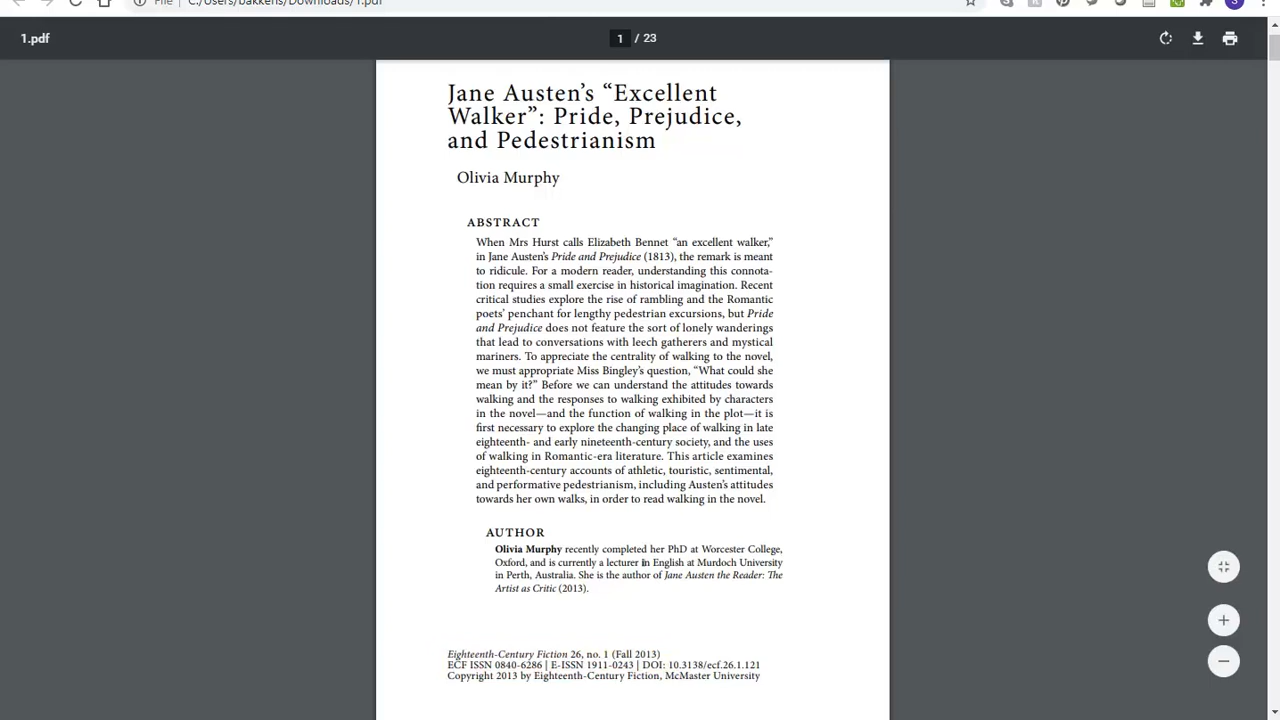 File C:/Users/bakkens/Downloads/1.pdf
1.pdf
1 / 23
Jane Austen's “Excellent
Walker”: Pride, Prejudice,
and Pedestrianism
Olivia Murphy
ABSTRACT
When Mrs Hurst calls Elizabeth Bennet “an excellent walker,”
in Jane Austen's Pride and Prejudice (1813), the remark is meant
to ridicule. For a modern reader, understanding this connota-
tion requires a small exercise in historical imagination. Recent
critical studies explore the rise of rambling and the Romantic
poets' penchant for lengthy pedestrian excursions, but Pride
and Prejudice does not feature the sort of lonely wanderings
that lead to conversations with leech gatherers and mystical
mariners. To appreciate the centrality of walking to the novel,
we must appropriate Miss Bingley's question, “What could she
mean by it?” Before we can understand the attitudes towards
walking and the responses to walking exhibited by characters
in the novel—and the function of walking in the plot—it is
first necessary to explore the changing place of walking in late
eighteenth- and early nineteenth-century society, and the uses
of walking in Romantic-era literature. This article examines
eighteenth-century accounts of athletic, touristic, sentimental,
and performative pedestrianism, including Austen's attitudes
towards her own walks, in order to read walking in the novel.
AUTHOR
Olivia Murphy recently completed her PhD at Worcester College,
Oxford, and is currently a lecturer in English at Murdoch University
in Perth, Australia. She is the author of Jane Austen the Reader: The
Artist as Critic (2013).
Eighteenth-Century Fiction 26, no. 1 (Fall 2013)
ECF ISSN 0840-6286 | E-ISSN 1911-0243 | DOI: 10.3138/ecf.26.1.121
Copyright 2013 by Eighteenth-Century Fiction, McMaster University